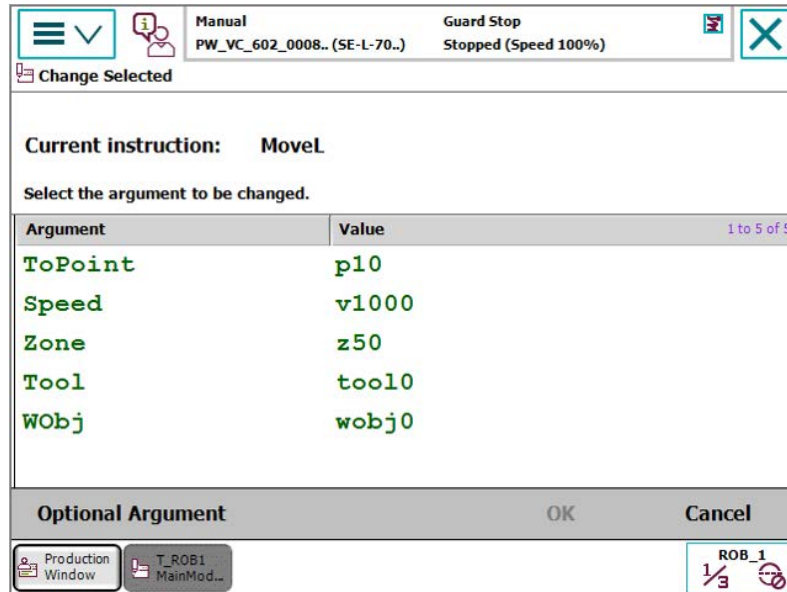 Manual Guard Stop
PW_VC_602_0008.. (SE-L-70..) Stopped (Speed 100%)
Change Selected
Current instruction: MoveL
Select the argument to be changed.
Argument Value 1 to 5 of 5
ToPoint p10
Speed v1000
Zone z50
Tool tool0
WObj wobj0
Optional Argument OK Cancel
Production T_ROB1 ROB_1
Window MainMod... 1/3